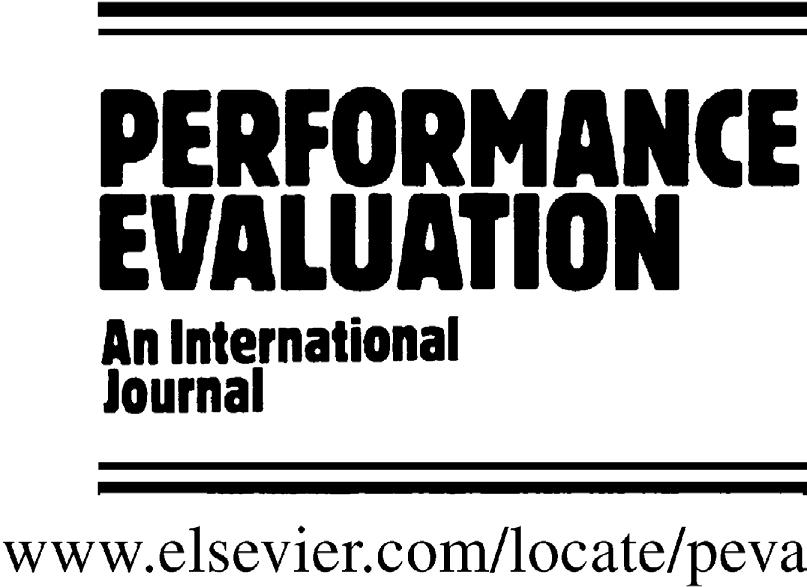 PERFORMANCE
EVALUATION
An International
Journal
www.elsevier.com/locate/peva